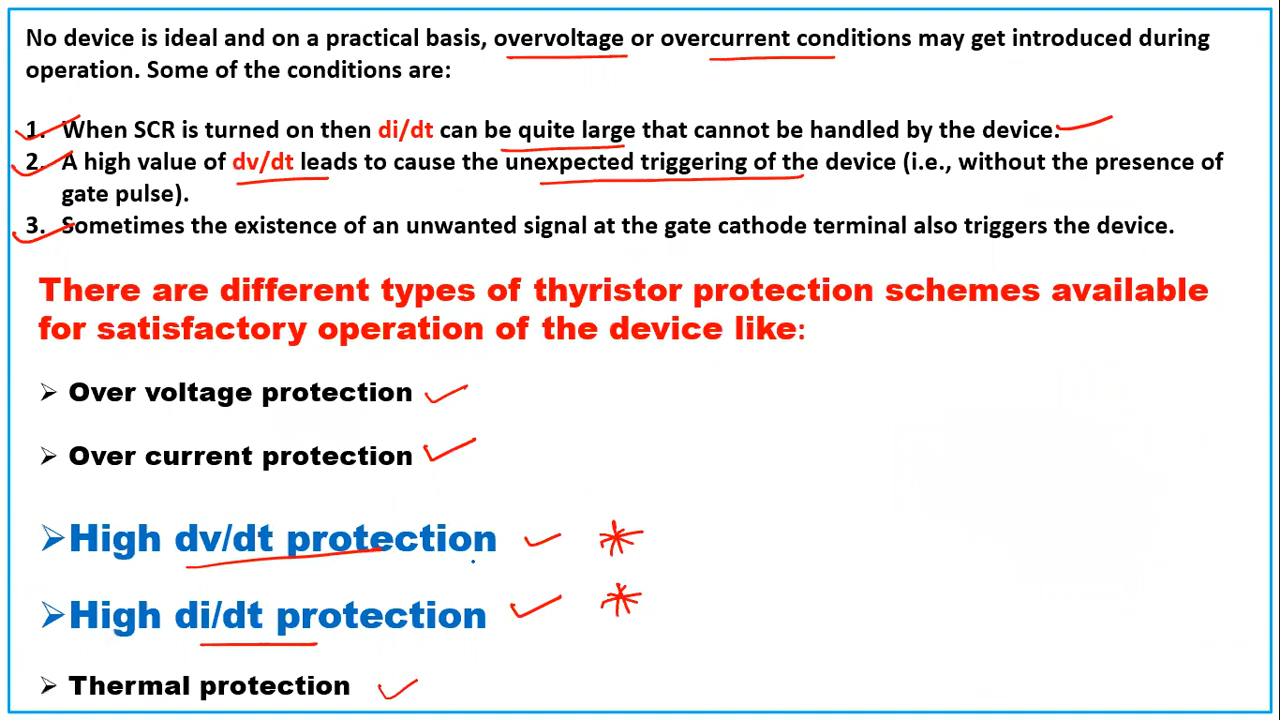 No device is ideal and on a practical basis, overvoltage or overcurrent conditions may get introduced during
operation. Some of the conditions are:
1. When SCR is turned on then di/dt can be quite large that cannot be handled by the device.
2. A high value of dv/dt leads to cause the unexpected triggering of the device (i.e., without the presence of
gate pulse).
3. Sometimes the existence of an unwanted signal at the gate cathode terminal also triggers the device.
There are different types of thyristor protection schemes available
for satisfactory operation of the device like:
➢ Over voltage protection
➢ Over current protection
➢High dv/dt protection
➢High di/dt protection
➢ Thermal protection